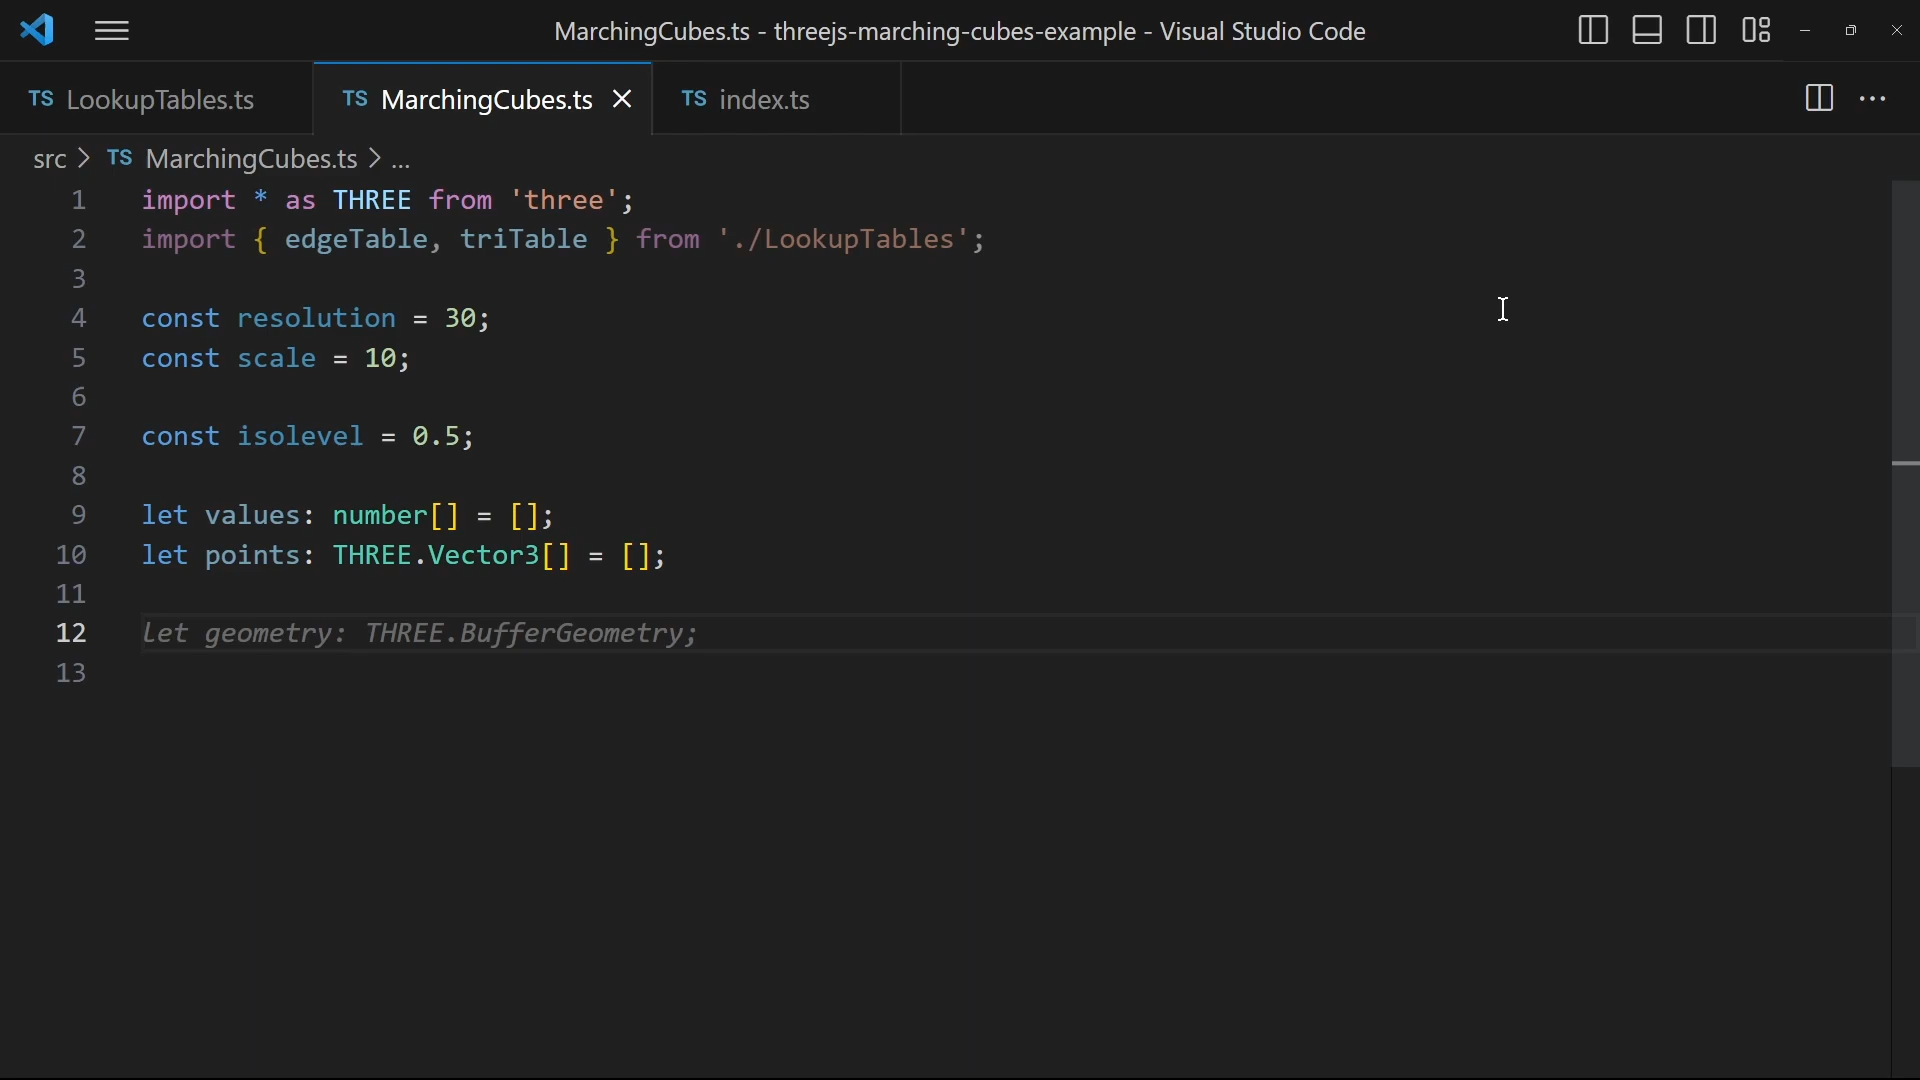 MarchingCubes.ts - threejs-marching-cubes-example - Visual Studio Code
TS LookupTables.ts
TS MarchingCubes.ts
TS index.ts
src > TS MarchingCubes.ts > ...
1 import * as THREE from 'three';
2 import { edgeTable, triTable } from './LookupTables';
3
4 const resolution = 30;
5 const scale = 10;
6
7 const isolevel = 0.5;
8
9 let values: number[] = [];
10 let points: THREE.Vector3[] = [];
11
12 let geometry: THREE.BufferGeometry;
13